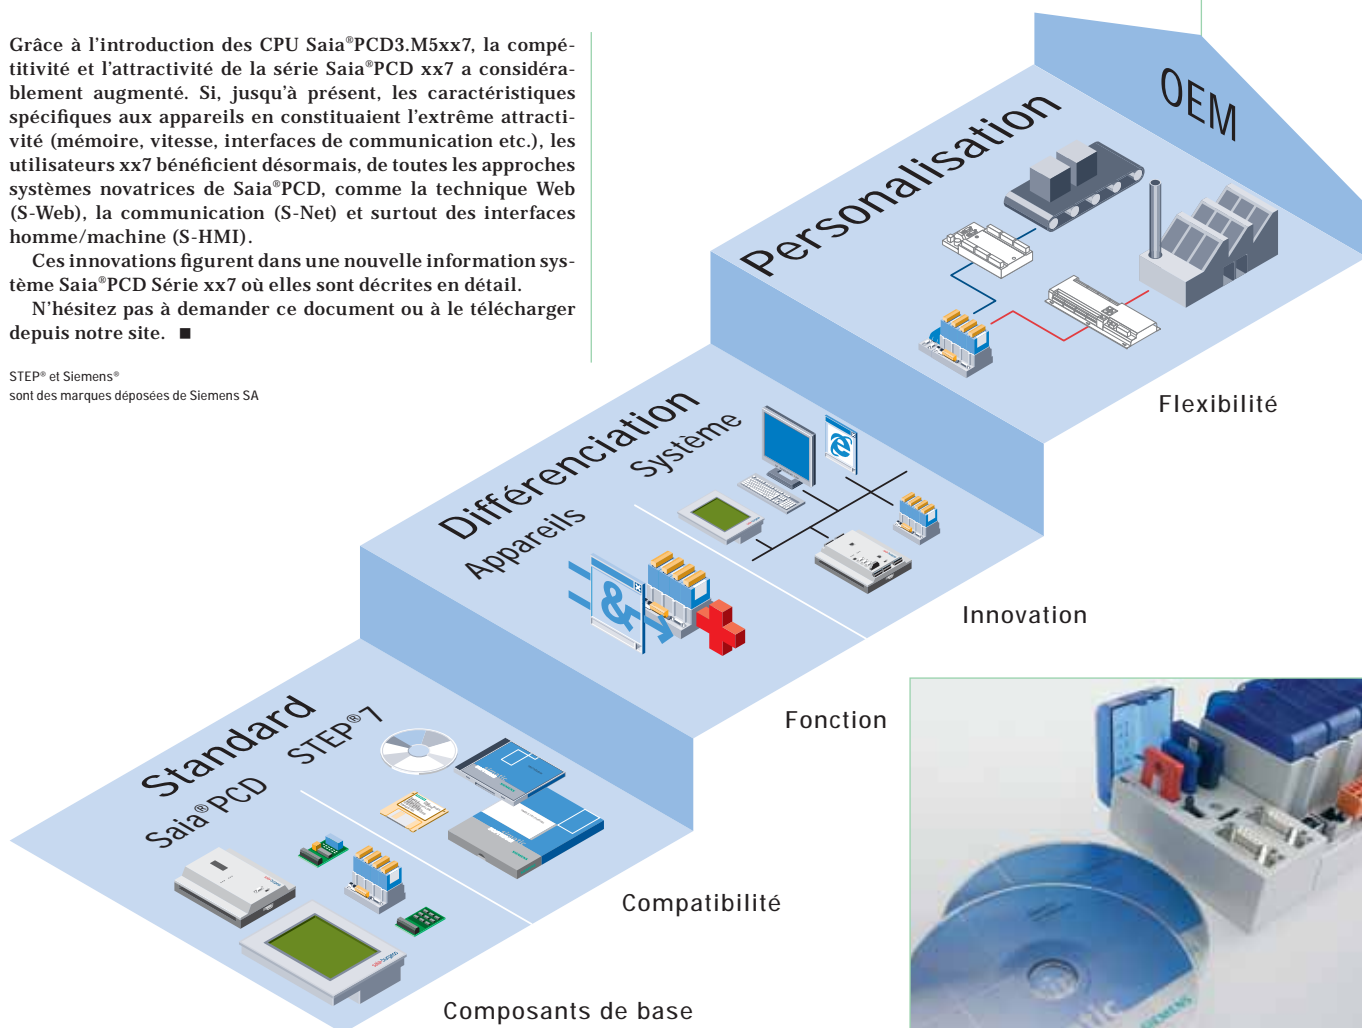 Grâce à l'introduction des CPU Saia®PCD3.M5xx7, la compé-
titivité et l'attractivité de la série Saia®PCD xx7 a considéra-
blement augmenté. Si, jusqu'à présent, les caractéristiques
spécifiques aux appareils en constituaient l'extrême attracti-
vité (mémoire, vitesse, interfaces de communication etc.), les
utilisateurs xx7 bénéficient désormais, de toutes les approches
systèmes novatrices de Saia®PCD, comme la technique Web
(S-Web), la communication (S-Net) et surtout des interfaces
homme/machine (S-HMI).
Ces innovations figurent dans une nouvelle information sys-
tème Saia®PCD Série xx7 où elles sont décrites en détail.
N'hésitez pas à demander ce document ou à le télécharger
depuis notre site. ■
STEP® et Siemens®
sont des marques déposées de Siemens SA
OEM
Personalisation
Flexibilité
Différenciation
Système
Appareils
&
Innovation
Fonction
Standard
STEP®7
Saia®PCD
Compatibilité
Composants de base